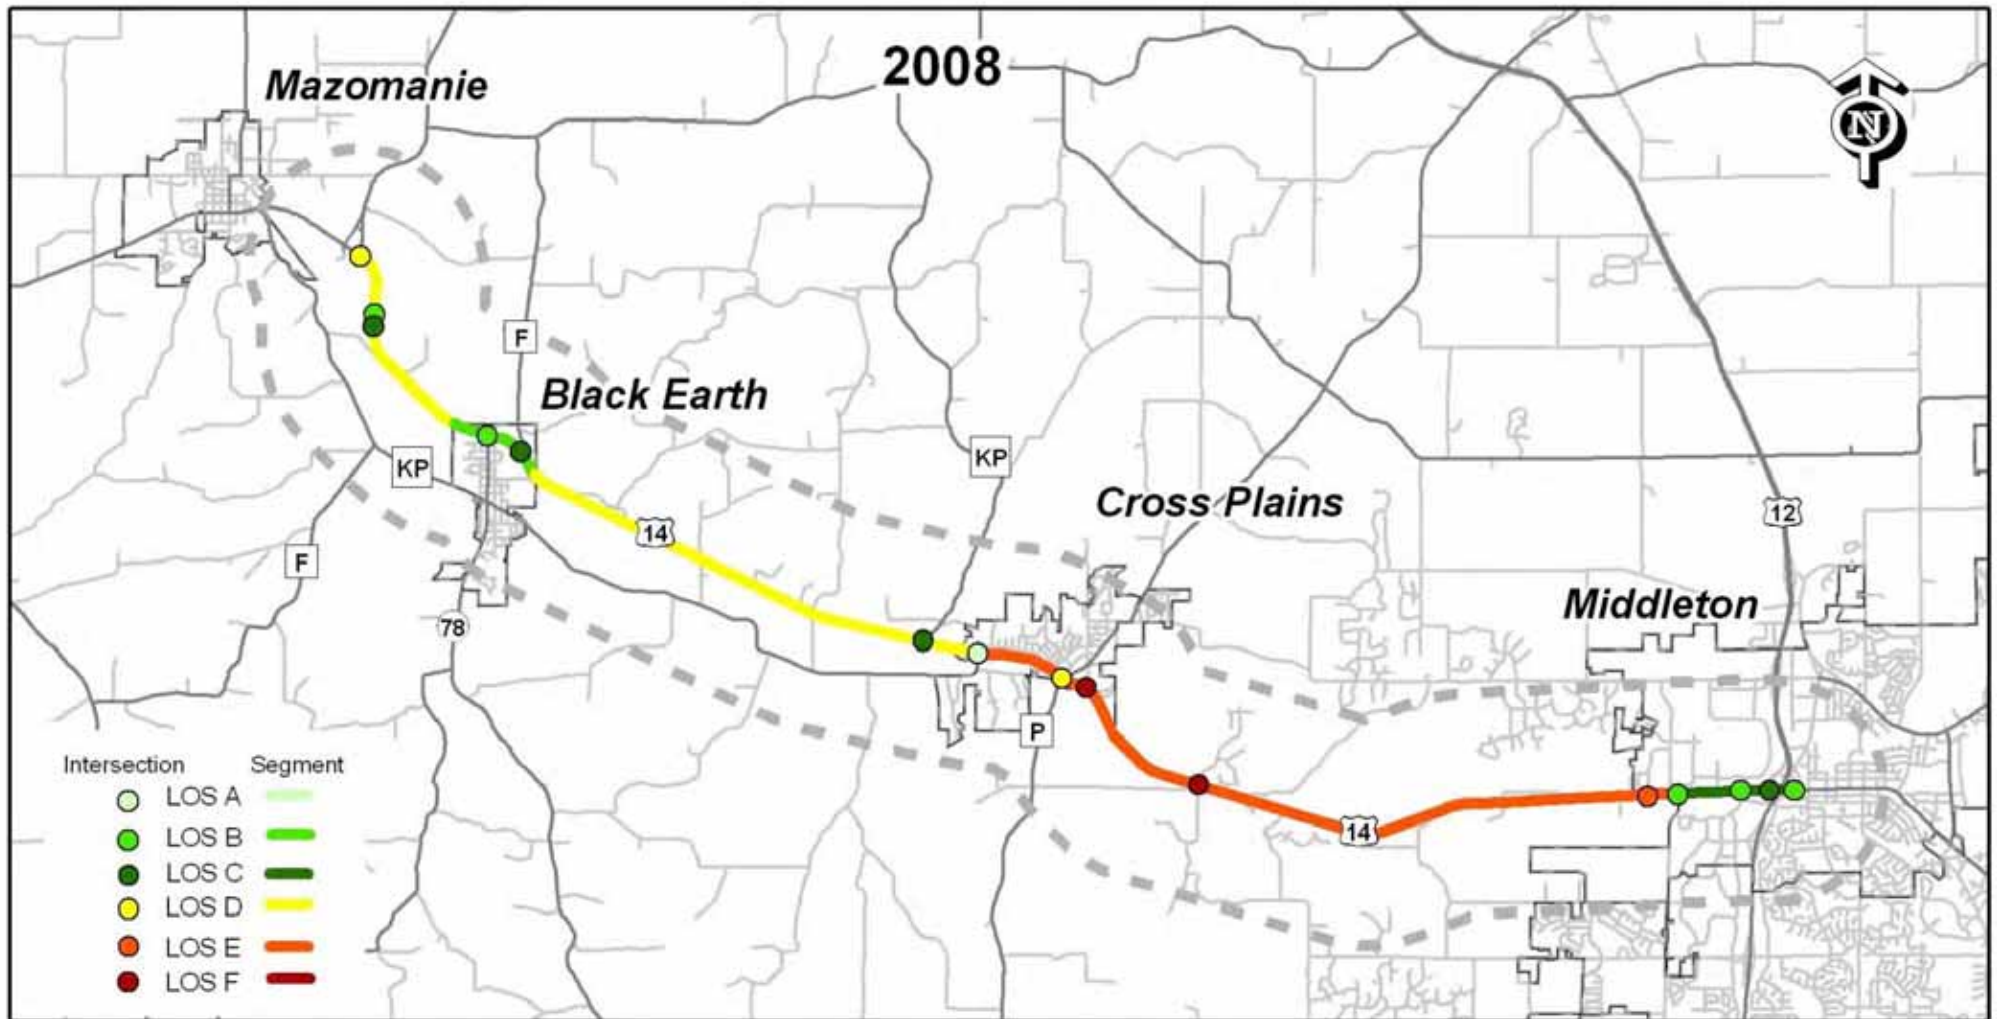 2008
Mazomanie
N
F
Black Earth
KP
KP
Cross Plains
12
14
F
Middleton
78
P
14
Intersection Segment
LOS A
LOS B
LOS C
LOS D
LOS E
LOS F